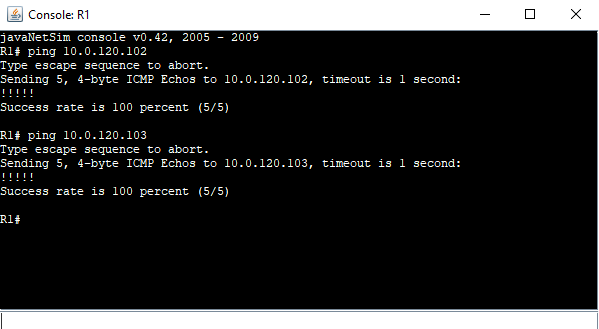 Console: R1
javaNetSim console v0.42, 2005 - 2009
R1# ping 10.0.120.102
Type escape sequence to abort.
Sending 5, 4-byte ICMP Echos to 10.0.120.102, timeout is 1 second:
!!!!!
Success rate is 100 percent (5/5)
R1# ping 10.0.120.103
Type escape sequence to abort.
Sending 5, 4-byte ICMP Echos to 10.0.120.103, timeout is 1 second:
!!!!!
Success rate is 100 percent (5/5)
R1#